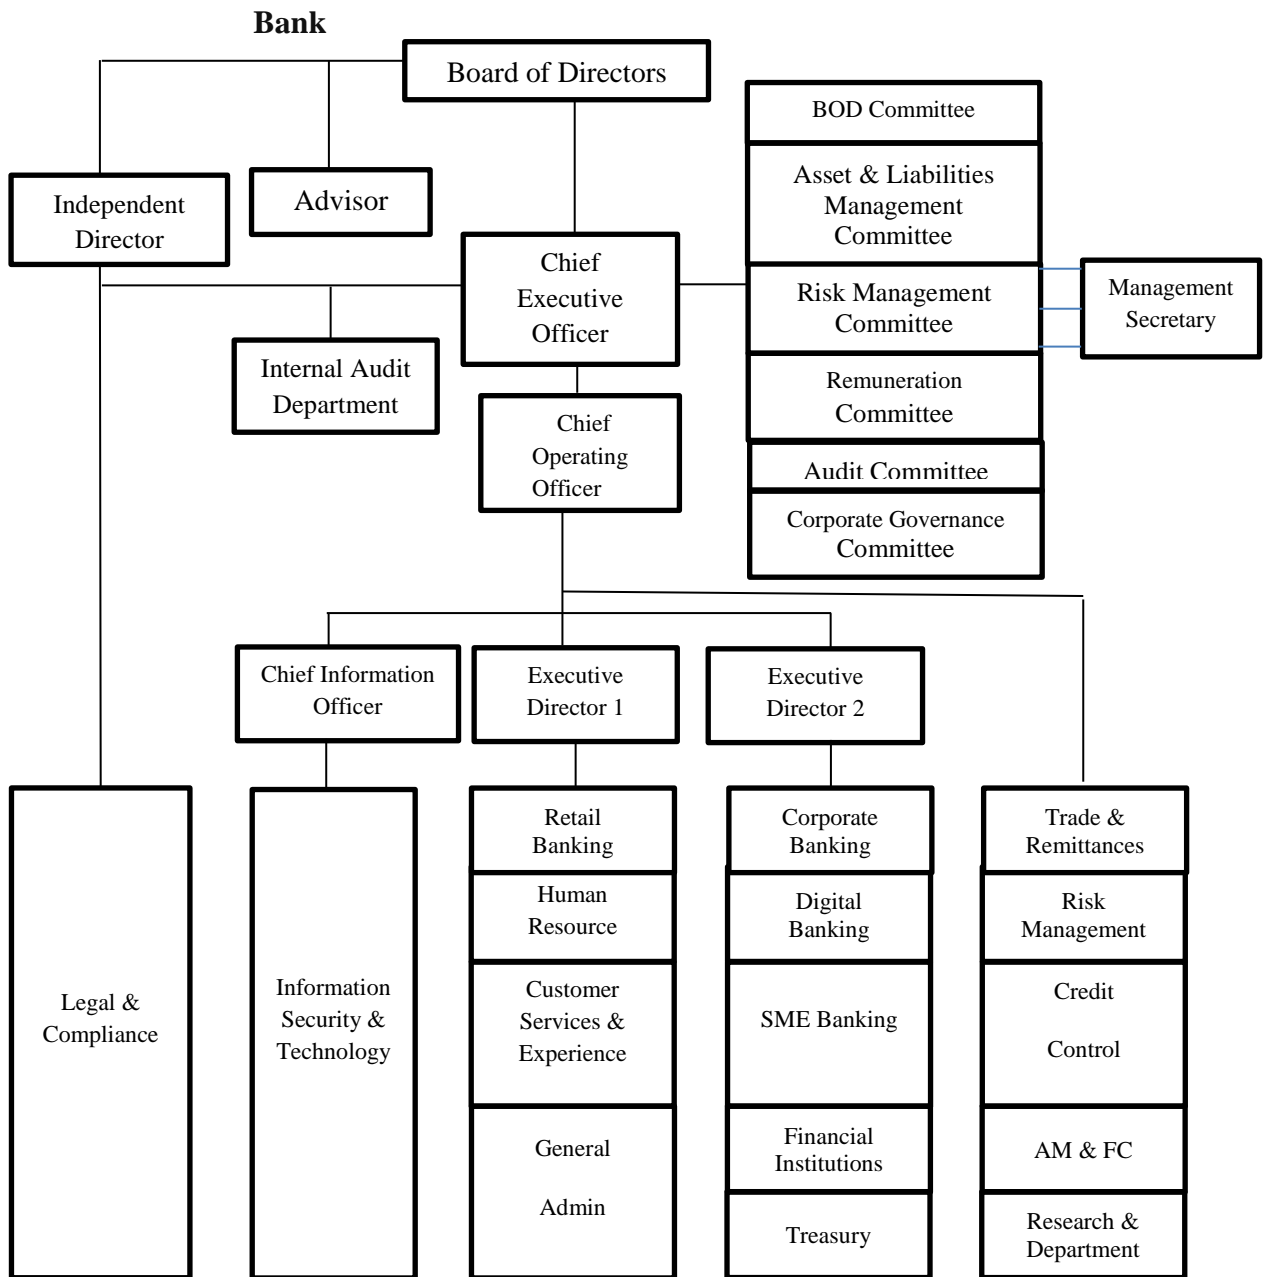 Bank
Board of Directors
BOD Committee
Asset & Liabilities
Management
Committee
Independent
Director
Advisor
Chief
Executive
Officer
Risk Management
Committee
Management
Secretary
Internal Audit
Department
Remuneration
Committee
Chief
Operating
Officer
Audit Committee
Corporate Governance
Committee
Chief Information
Officer
Executive
Director 1
Executive
Director 2
Legal &
Compliance
Information
Security &
Technology
Retail
Banking
Human
Resource
Customer
Services &
Experience
General
Admin
Corporate
Banking
Digital
Banking
SME Banking
Financial
Institutions
Treasury
Trade &
Remittances
Risk
Management
Credit
Control
AM & FC
Research &
Department